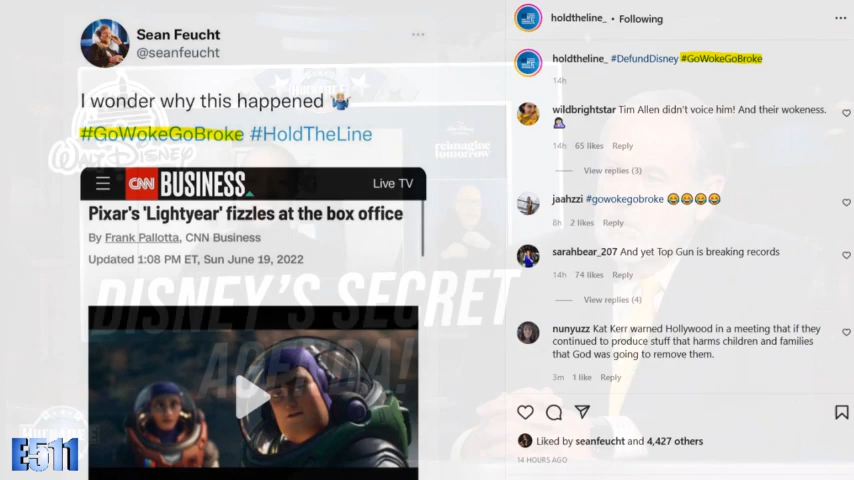 Sean Feucht
@seanfeucht
I wonder why this happened
#GoWokeGoBroke #HoldTheLine
WALT DISNEY
reimagine
tomorrow
CNN BUSINESS
Live TV
Pixar's 'Lightyear' fizzles at the box office
By Frank Pallotta, CNN Business
Updated 1:08 PM ET, Sun June 19, 2022
DISNEY'S SECRET
AGENDA!
E511
holdtheline_ • Following
holdtheline_ #DefundDisney #GoWokeGoBroke
14h
wildbrightstar Tim Allen didn't voice him! And their wokeness.
14h 65 likes Reply
View replies (3)
jaahzzi #gowokegobroke
8h 2 likes Reply
sarahbear_207 And yet Top Gun is breaking records
14h 74 likes Reply
View replies (4)
nunyuzz Kat Kerr warned Hollywood in a meeting that if they
continued to produce stuff that harms children and families
that God was going to remove them.
3m 1 like Reply
Liked by seanfeucht and 4,427 others
14 HOURS AGO